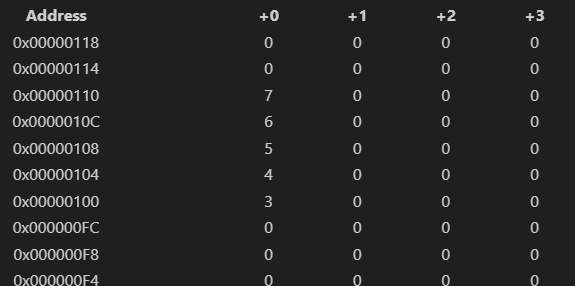 Address +0 +1 +2 +3
0x00000118 0 0 0 0
0x00000114 0 0 0 0
0x00000110 7 0 0 0
0x0000010C 6 0 0 0
0x00000108 5 0 0 0
0x00000104 4 0 0 0
0x00000100 3 0 0 0
0x000000FC 0 0 0 0
0x000000F8 0 0 0 0
0x000000F4 0 0 0 0